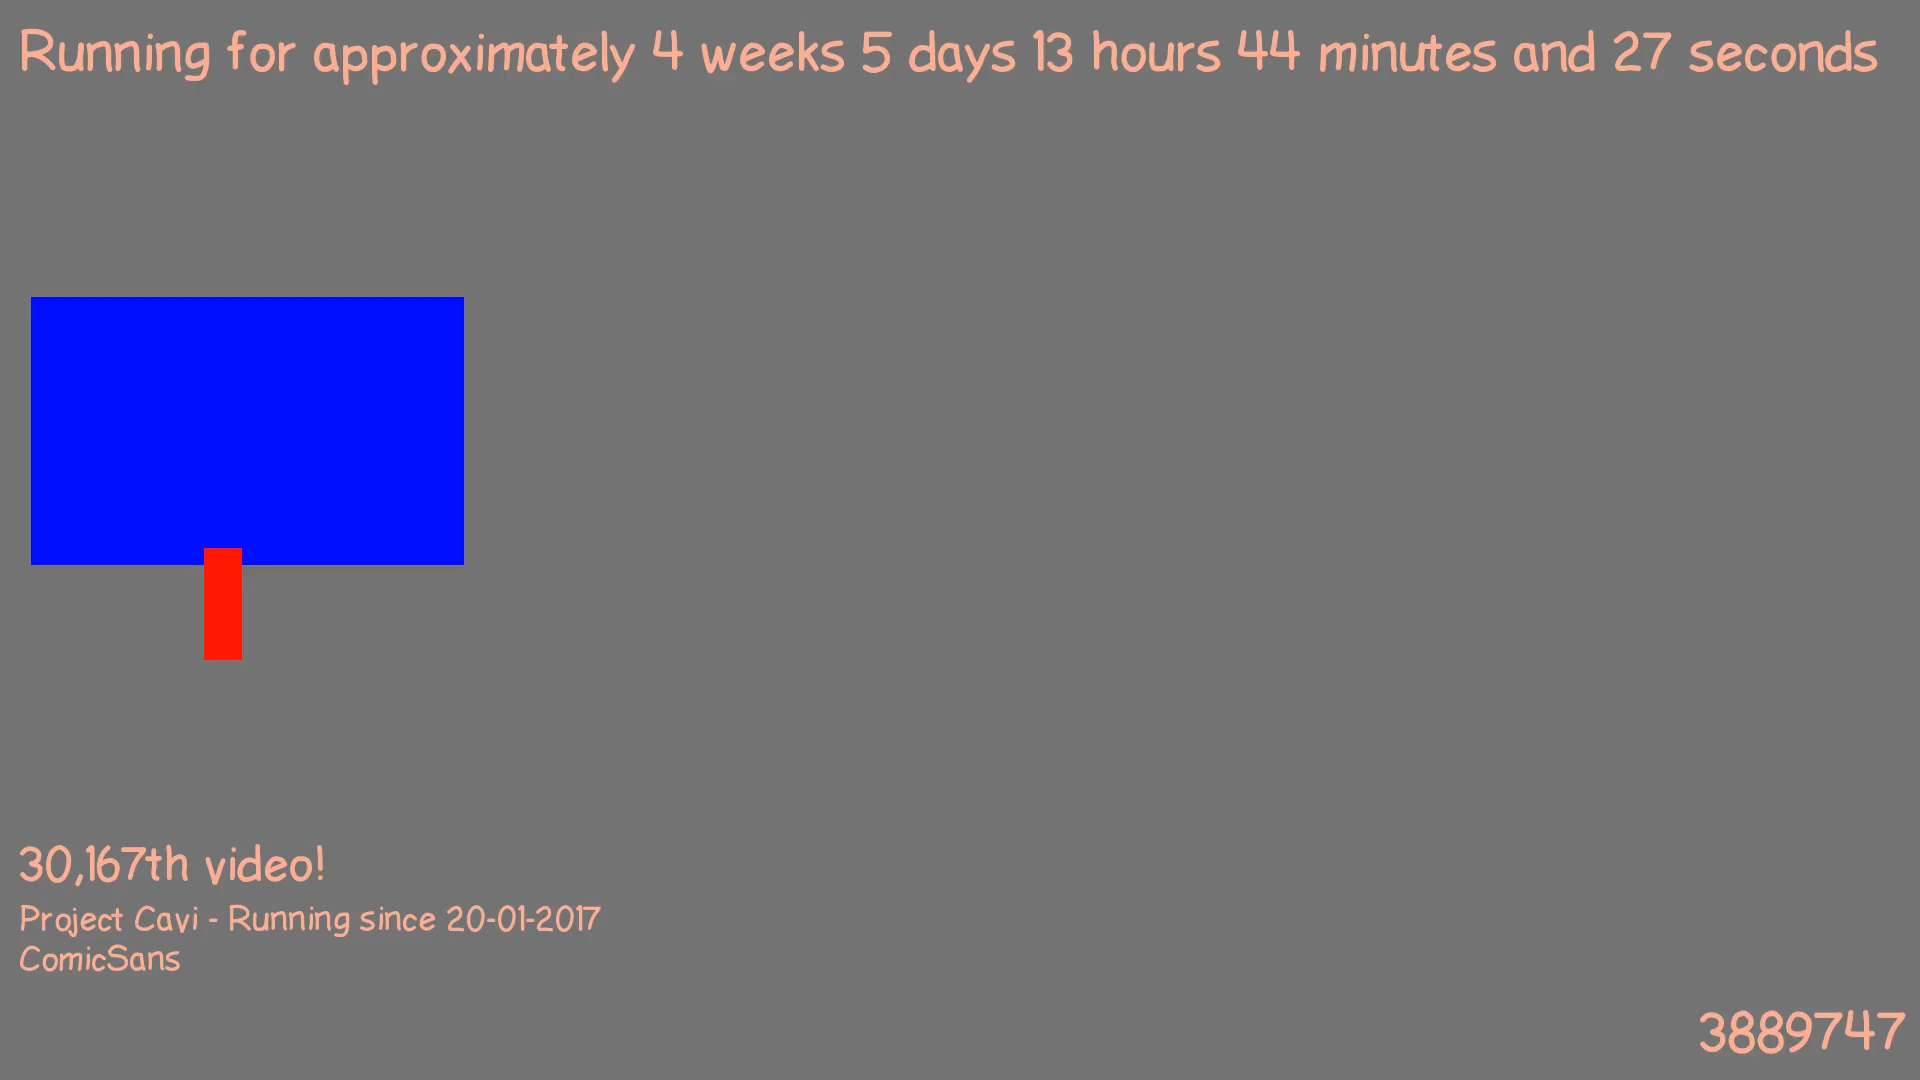 Running for approximately 4 weeks 5 days 13 hours 44 minutes and 27 seconds
30,167th video!
Project Cavi - Running since 20-01-2017
ComicSans
3889747